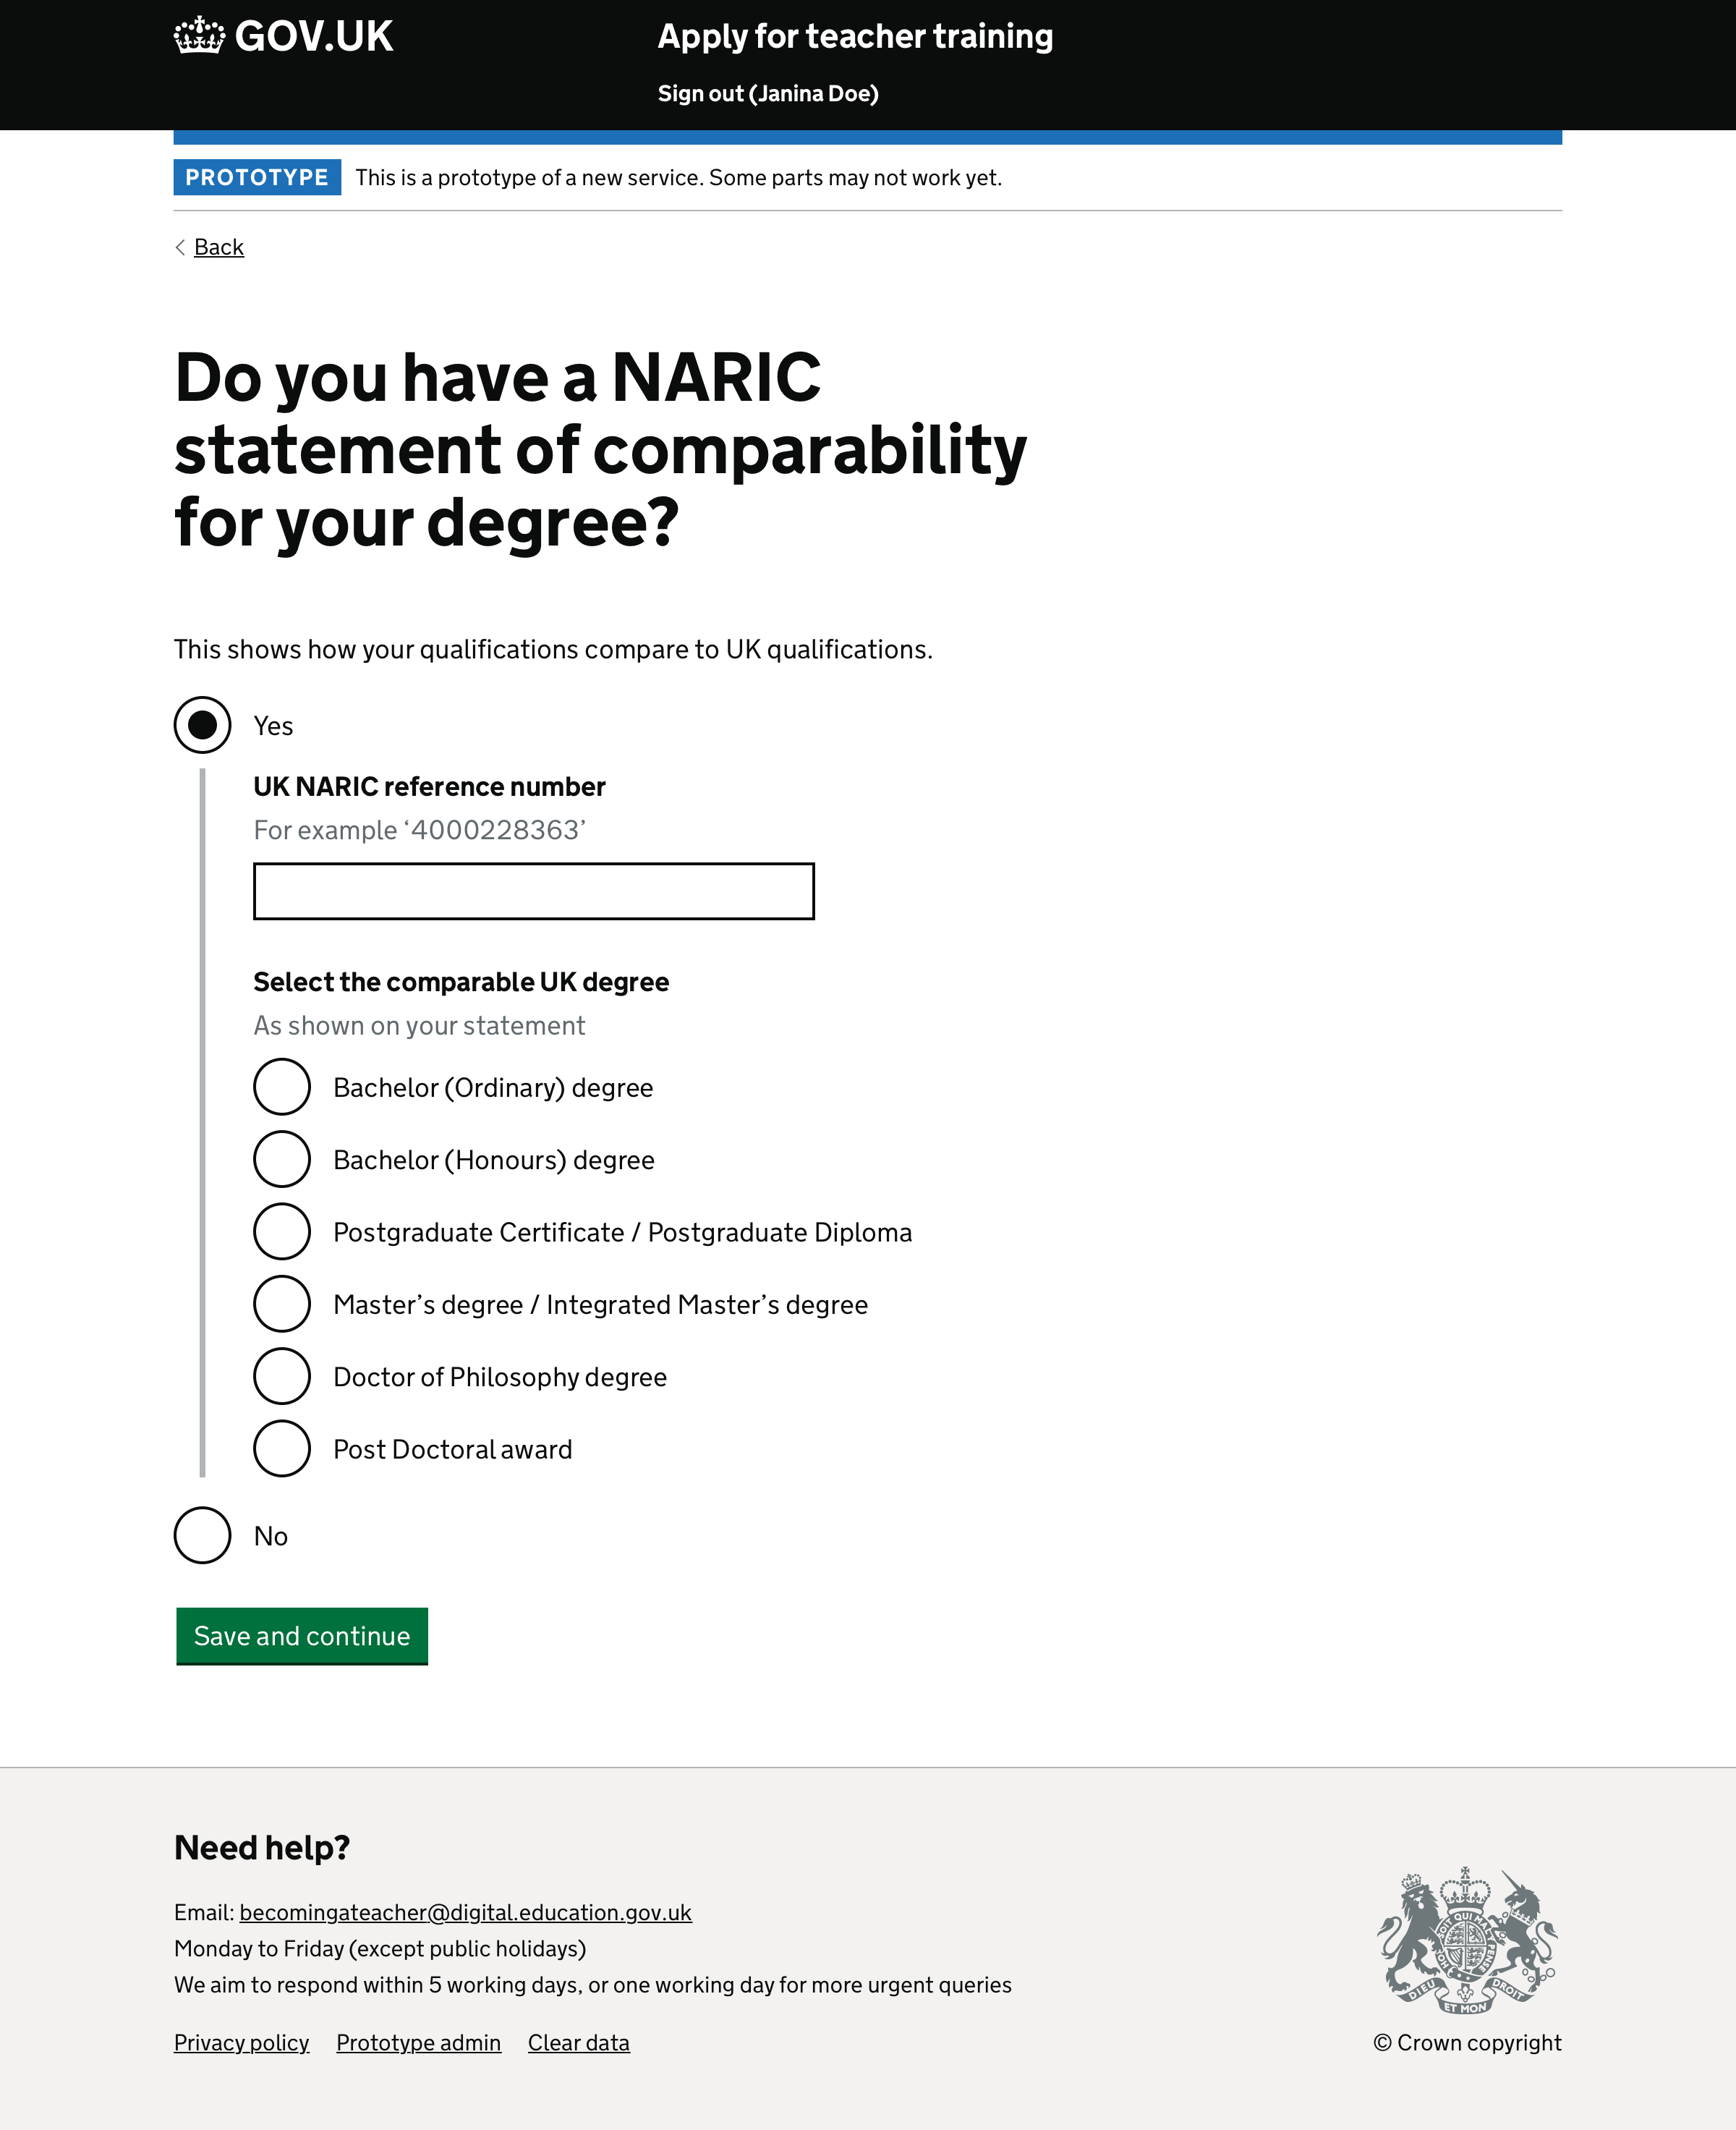 GOV.UK
Apply for teacher training
Sign out (Janina Doe)
PROTOTYPE This is a prototype of a new service. Some parts may not work yet.
Back
Do you have a NARIC
statement of comparability
for your degree?
This shows how your qualifications compare to UK qualifications.
Yes
UK NARIC reference number
For example ‘4000228363’
Select the comparable UK degree
As shown on your statement
Bachelor (Ordinary) degree
Bachelor (Honours) degree
Postgraduate Certificate / Postgraduate Diploma
Master’s degree / Integrated Master’s degree
Doctor of Philosophy degree
Post Doctoral award
No
Save and continue
Need help?
Email: becomingateacher@digital.education.gov.uk
Monday to Friday (except public holidays)
We aim to respond within 5 working days, or one working day for more urgent queries
Privacy policy Prototype admin Clear data
DIEU ET MON DROIT
© Crown copyright